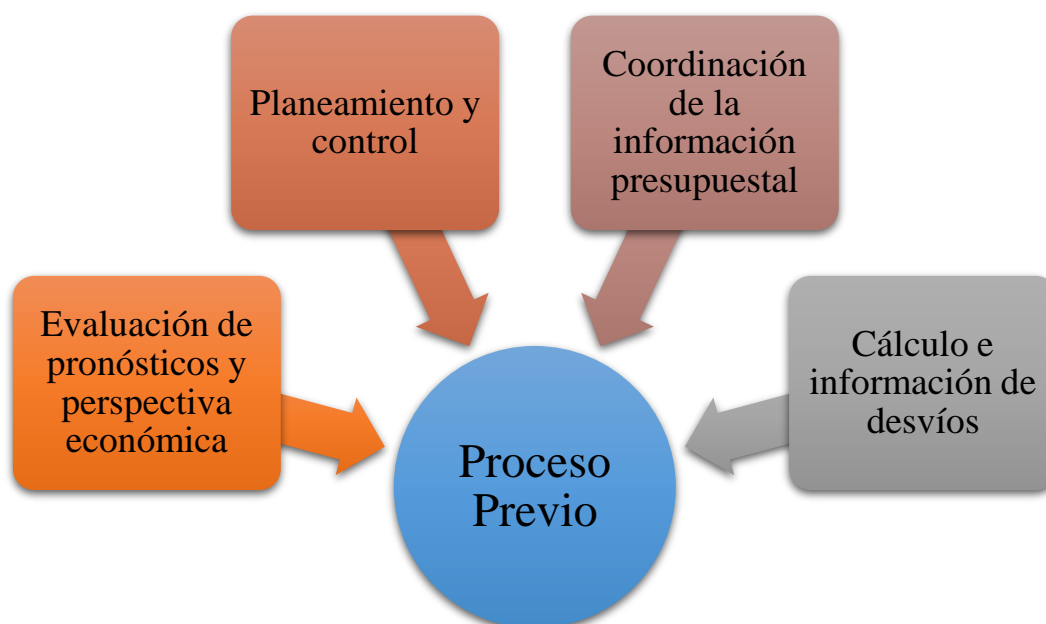 Planeamiento y
control
Coordinación
de la
información
presupuestal
Evaluación de
pronósticos y
perspectiva
económica
Cálculo e
información de
desvíos
Proceso
Previo